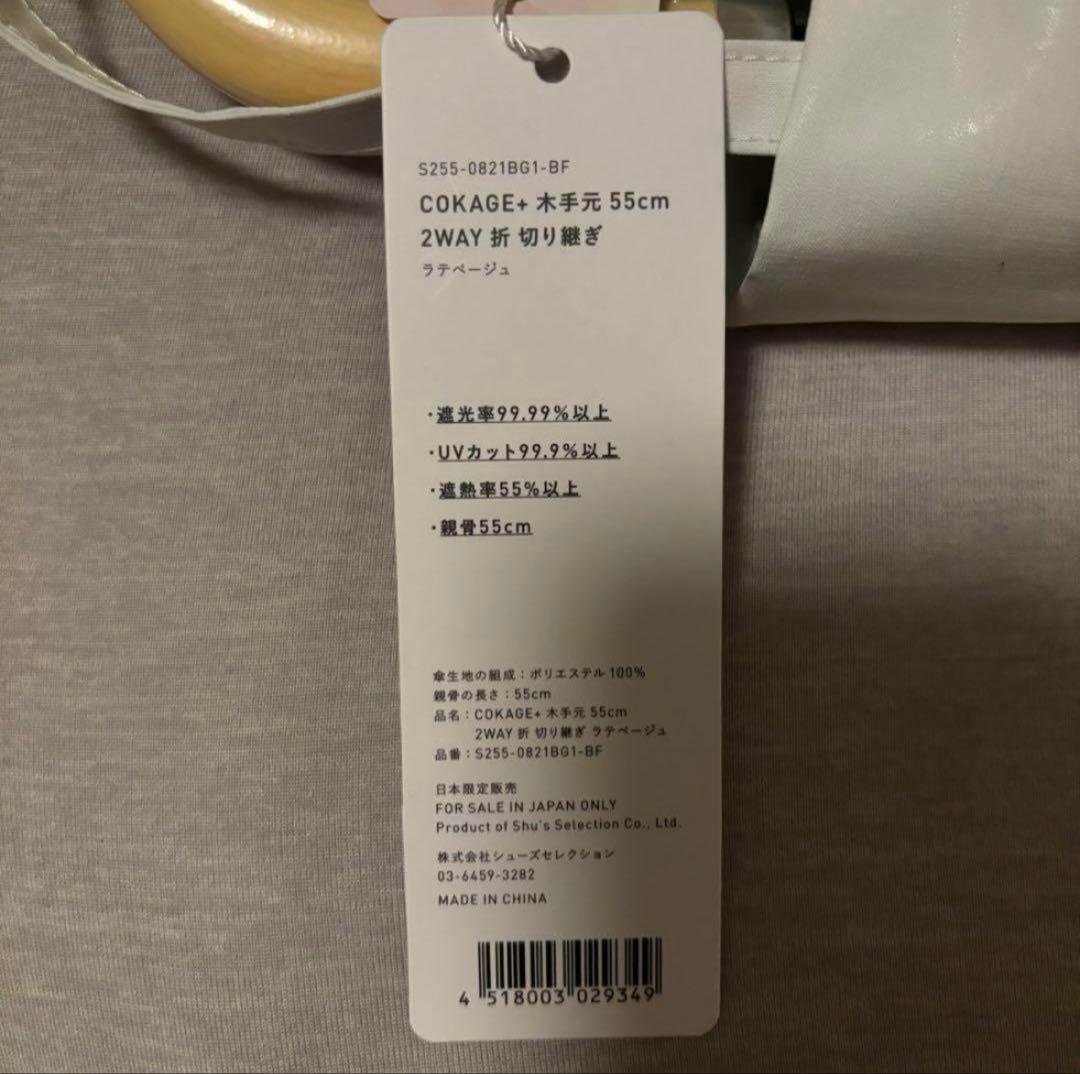 S255-0821BG1-BF
COKAGE+ 木手元 55cm
2WAY 折 切り継ぎ
ラテベージュ
・遮光率99.99%以上
・UVカット99.9%以上
・遮熱率55%以上
・親骨55cm
傘生地の組成：ポリエステル 100%
親骨の長さ：55cm
品名：COKAGE+ 木手元 55cm
2WAY 折 切り継ぎ ラテベージュ
品番：S255-0821BG1-BF
日本限定販売
FOR SALE IN JAPAN ONLY
Product of Shu's Selection Co., Ltd.
株式会社シューズセレクション
03-6459-3282
MADE IN CHINA
4 518003 029349